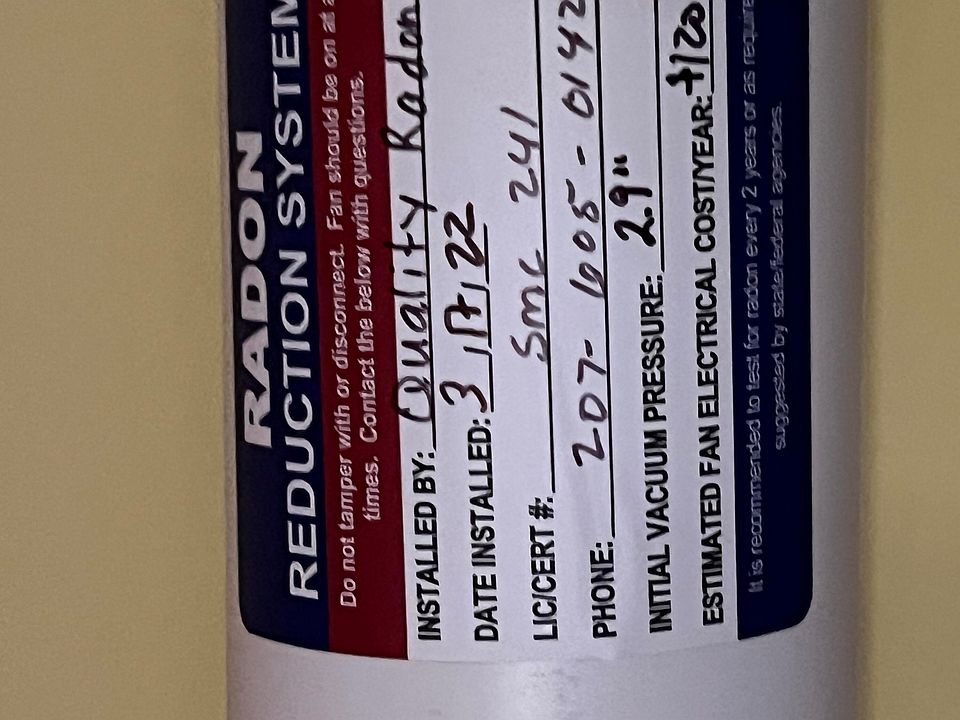 RADON
REDUCTION SYSTEM
Do not tamper with or disconnect. Fan should be on at a
times. Contact the below with questions.
INSTALLED BY: Quality Radon
DATE INSTALLED: 3/17/22
LIC/CERT #: SMC 241
PHONE: 207- 605- 0142
INITIAL VACUUM PRESSURE: 2.9"
ESTIMATED FAN ELECTRICAL COST/YEAR: $120
It is recommended to test for radon every 2 years or as require
suggested by state/federal agencies.